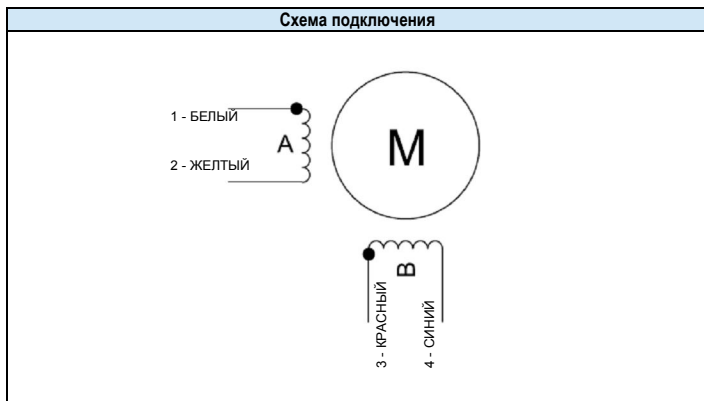 Схема подключения
1 - БЕЛЫЙ
A
2 - ЖЕЛТЫЙ
M
B
3 - КРАСНЫЙ
4 - СИНИЙ